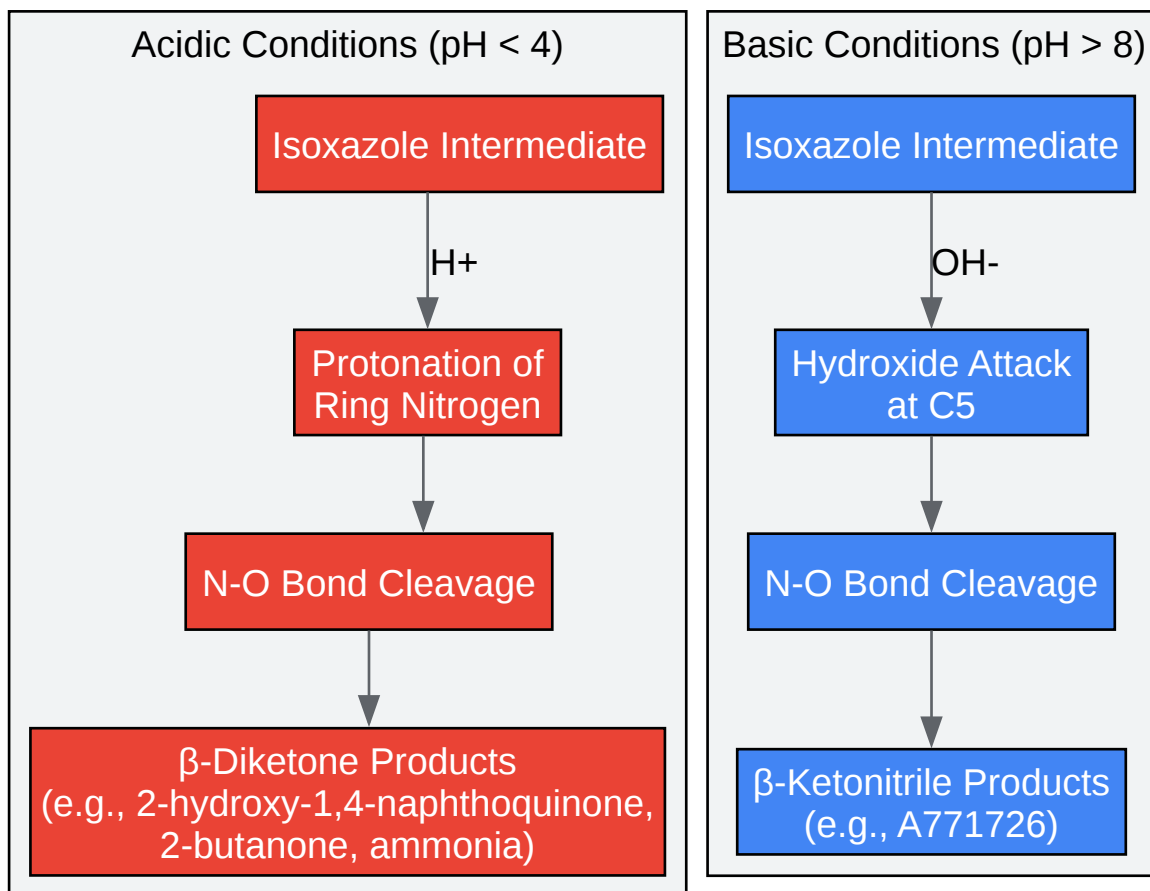 Acidic Conditions (pH < 4)
Isoxazole Intermediate
H+
Protonation of
Ring Nitrogen
N-O Bond Cleavage
β-Diketone Products
(e.g., 2-hydroxy-1,4-naphthoquinone,
2-butanone, ammonia)
Basic Conditions (pH > 8)
Isoxazole Intermediate
OH-
Hydroxide Attack
at C5
N-O Bond Cleavage
β-Ketonitrile Products
(e.g., A771726)